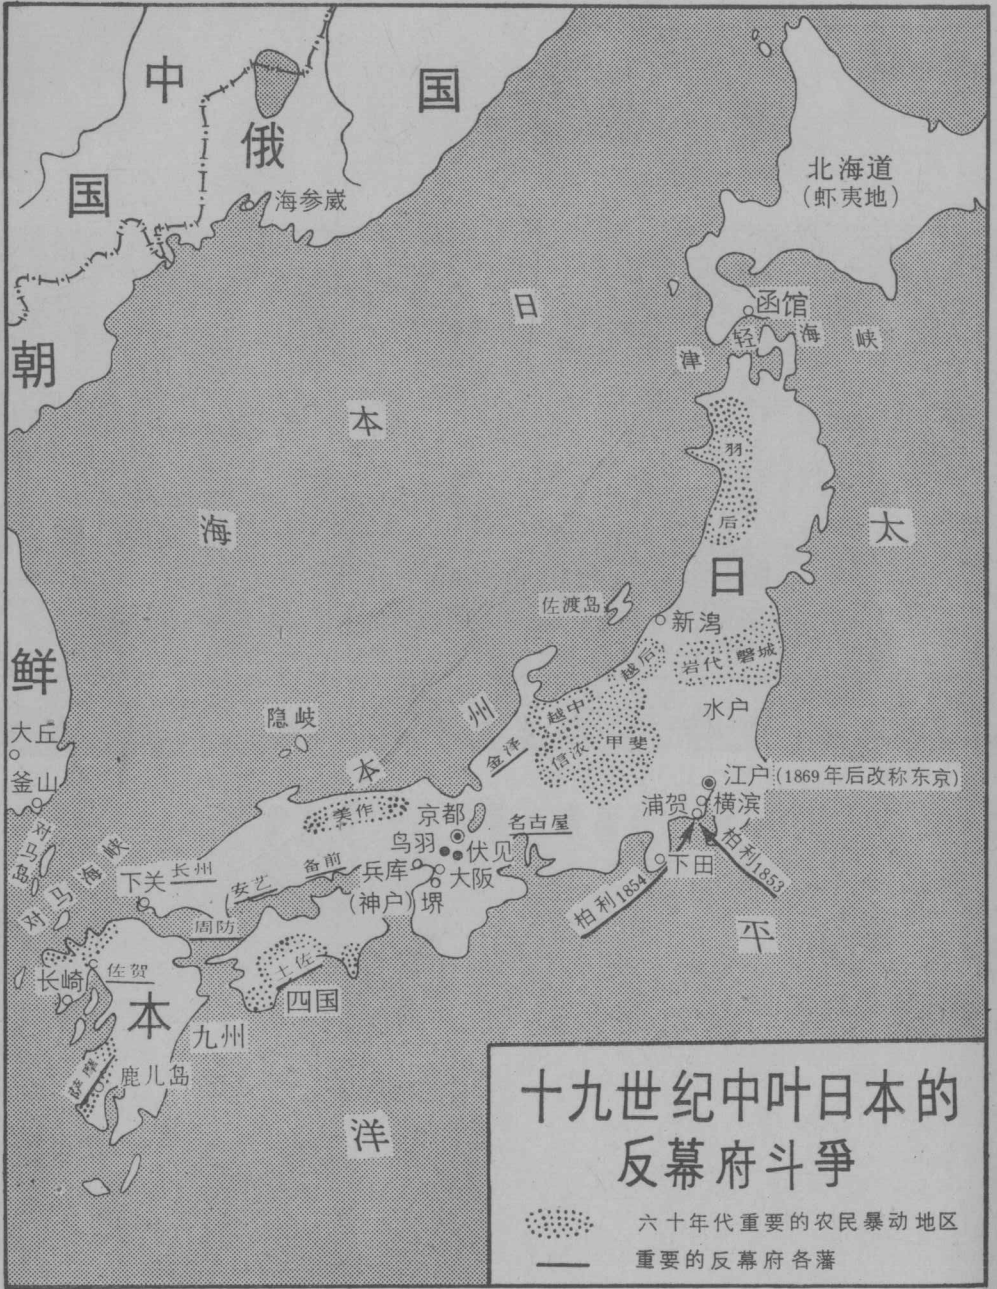 中
国
俄
国
海参崴
北海道
(虾夷地)
函馆
津轻海峡
日
本
海
朝
鲜
羽
后
日
本
太
平
洋
佐渡岛
新潟
越后
岩代
磐城
水户
越中
信浓
甲斐
金泽
本
州
隐岐
大丘
釜山
江户(1869年后改称东京)
浦贺
横滨
柏利1853
下田
柏利1854
美作
京都
鸟羽
伏见
名古屋
备前
兵库
(神户)
大阪
堺
安艺
长州
下关
周防
对马岛
对马海峡
土佐
四国
佐贺
长崎
九州
萨摩
鹿儿岛
十九世纪中叶日本的
反幕府斗爭
六十年代重要的农民暴动地区
重要的反幕府各藩